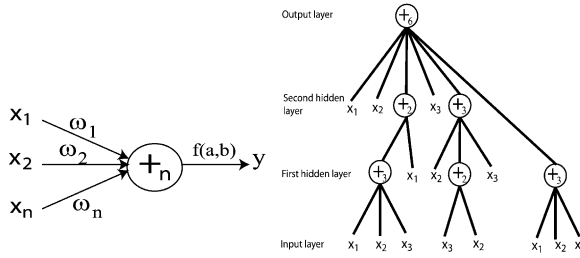 x1 ω1
x2 ω2
xn ωn
+n
f(a,b)
y
Output layer
+6
Second hidden
layer
x1 x2 +2 x3 +3
First hidden layer
+3 x1 x2 +2 x3 +3
Input layer
x1 x2 x3 x3 x2 x1 x2 x